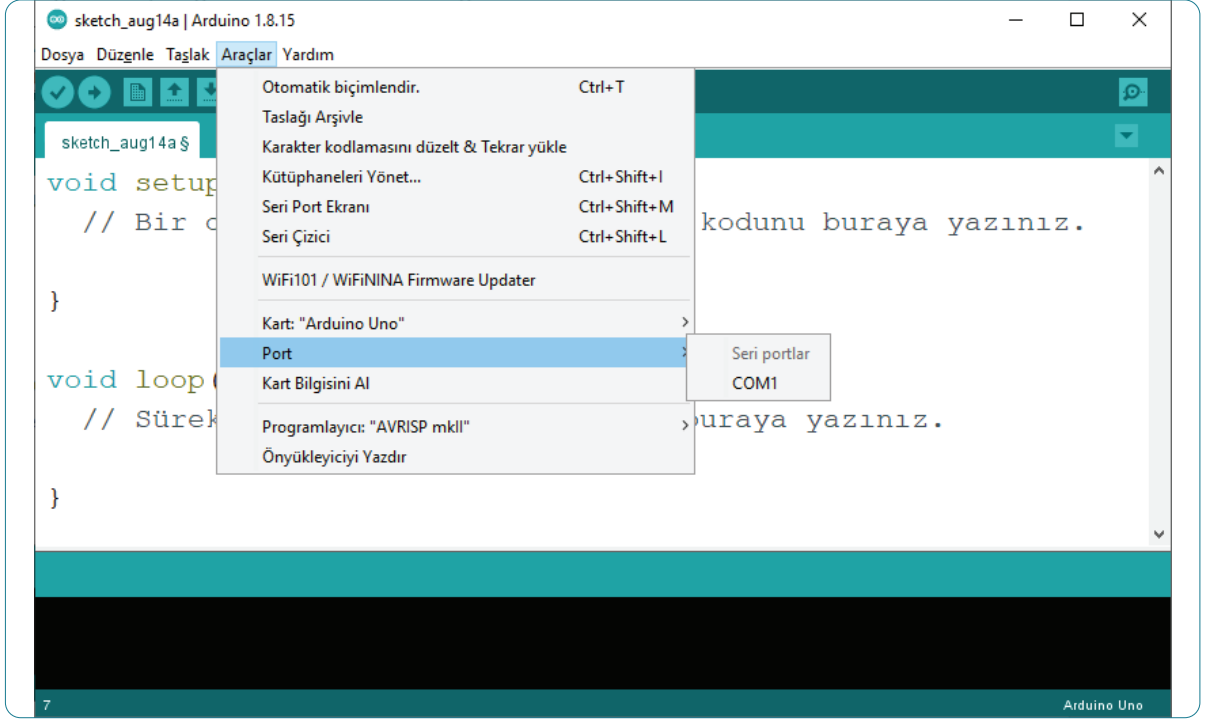 sketch_aug14a | Arduino 1.8.15
Dosya Düzenle Taslak Araçlar Yardım
Otomatik biçimlendir. Ctrl+T
Taslağı Arşivle
Karakter kodlamasını düzelt & Tekrar yükle
Kütüphaneleri Yönet... Ctrl+Shift+I
Seri Port Ekranı Ctrl+Shift+M
Seri Çizici Ctrl+Shift+L
WiFi101 / WiFiNINA Firmware Updater
Kart: "Arduino Uno"
Port
Seri portlar
COM1
Kart Bilgisini Al
Programlayıcı: "AVRISP mkII"
Önyükleyiciyi Yazdır
sketch_aug14a §
void setup
// Bir kodunu buraya yazınız.
}
void loop(
// Sürek buraya yazınız.
}
7 Arduino Uno